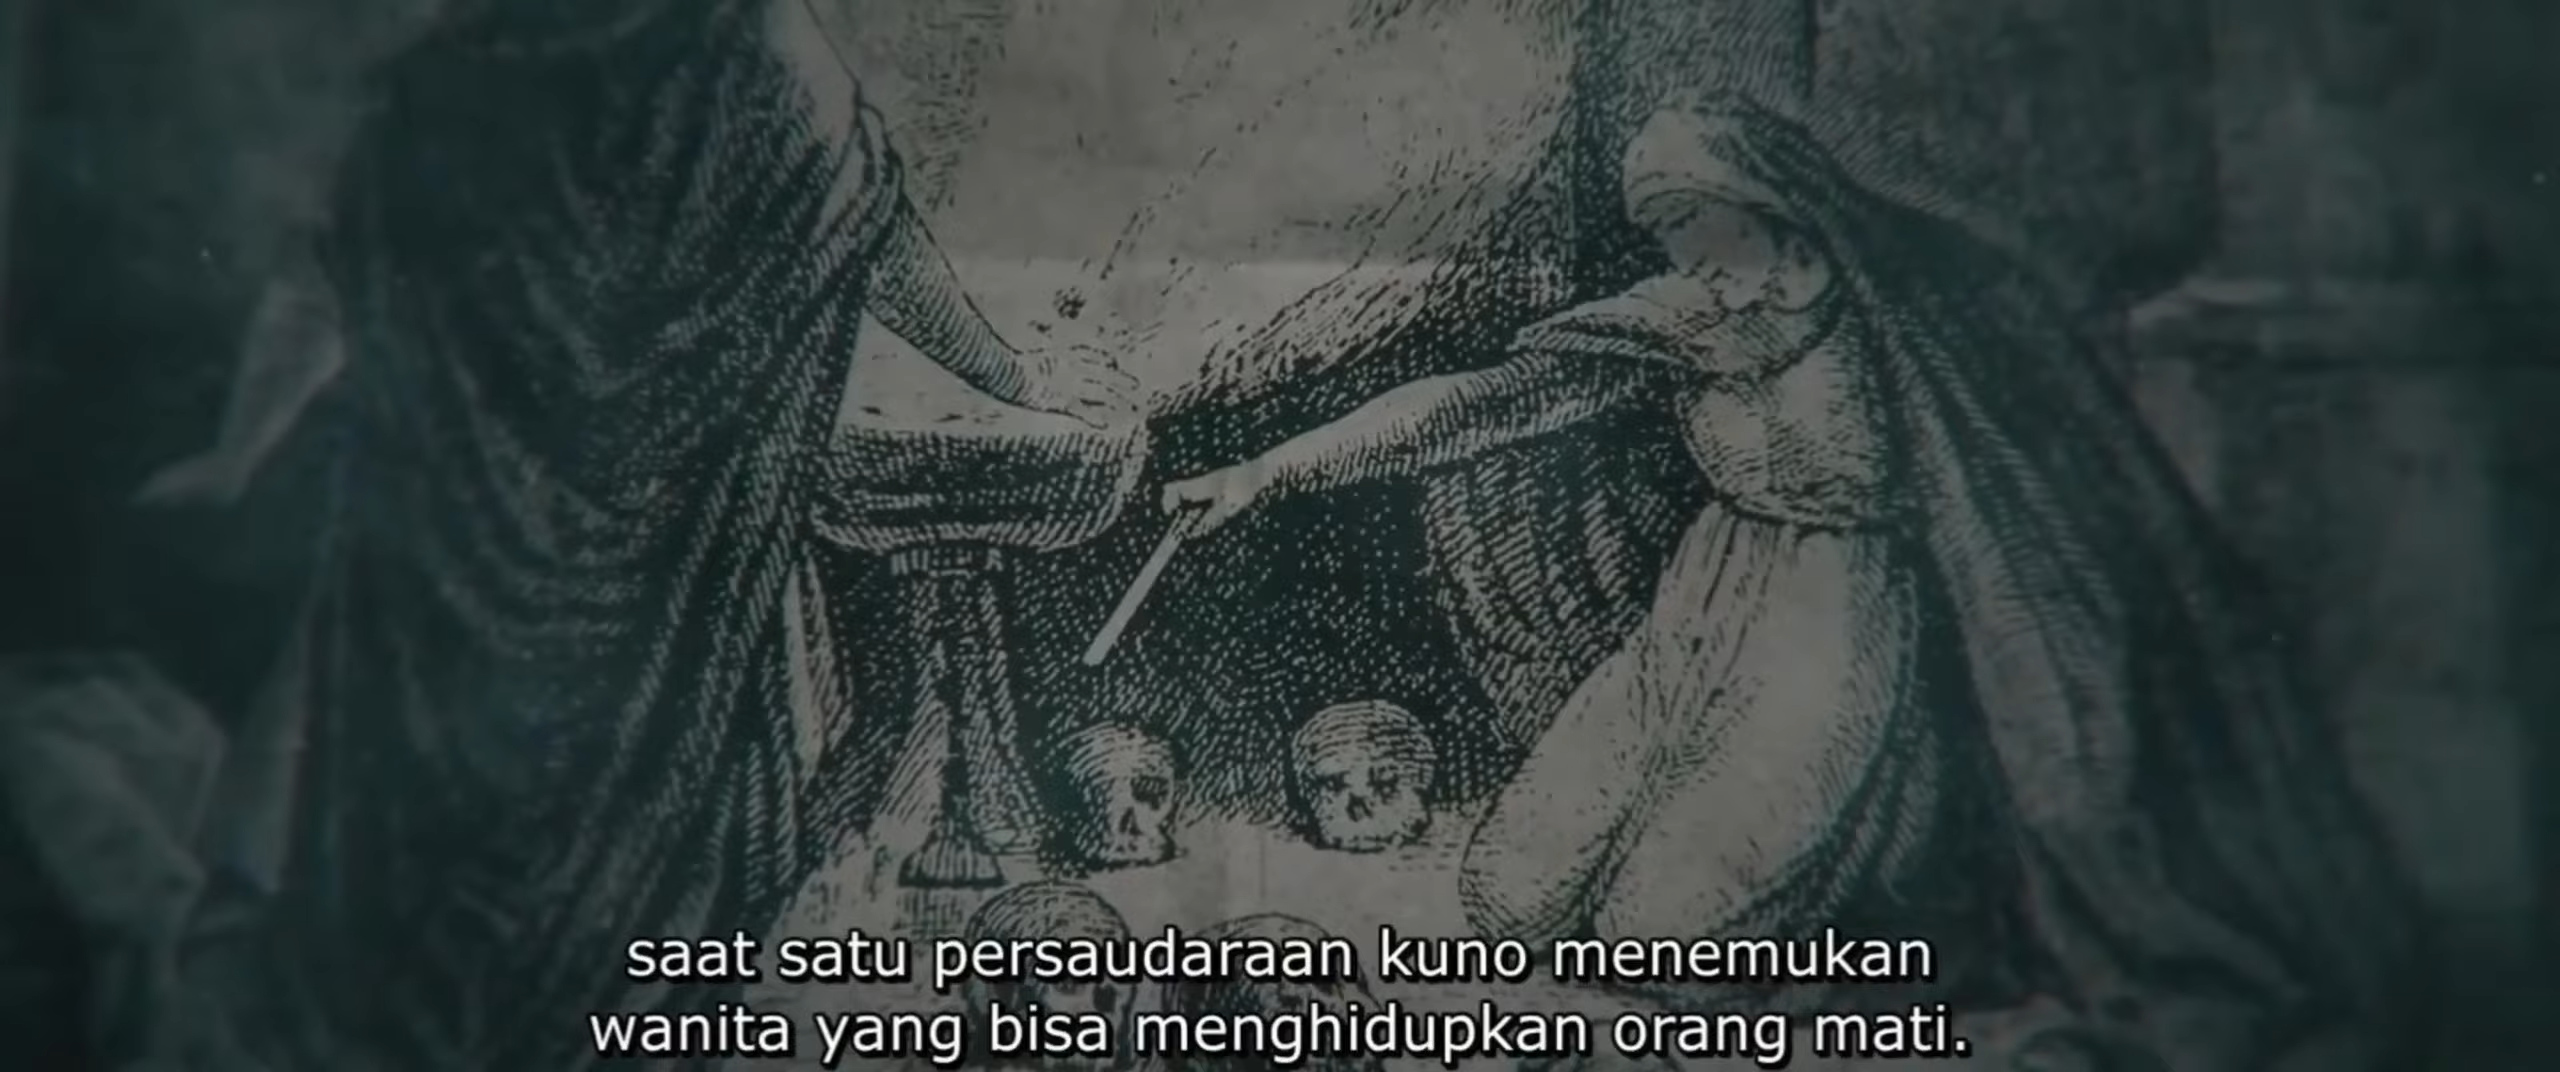 saat satu persaudaraan kuno menemukan
wanita yang bisa menghidupkan orang mati.